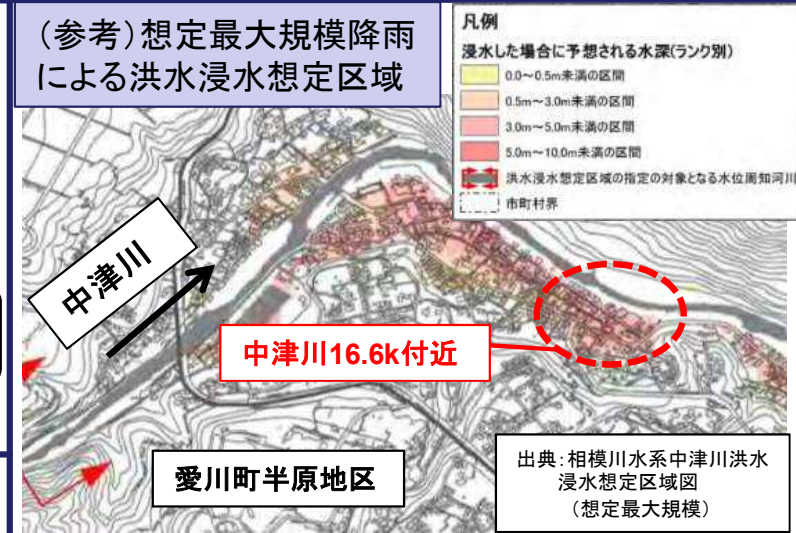 (参考)想定最大規模降雨
による洪水浸水想定区域
凡例
浸水した場合に予想される水深(ランク別)
0.0～0.5m未満の区間
0.5m～3.0m未満の区間
3.0m～5.0m未満の区間
5.0m～10.0m未満の区間
洪水浸水想定区域の指定の対象となる水位周知河川
市町村界
中津川
中津川16.6k付近
愛川町半原地区
出典:相模川水系中津川洪水
浸水想定区域図
(想定最大規模)